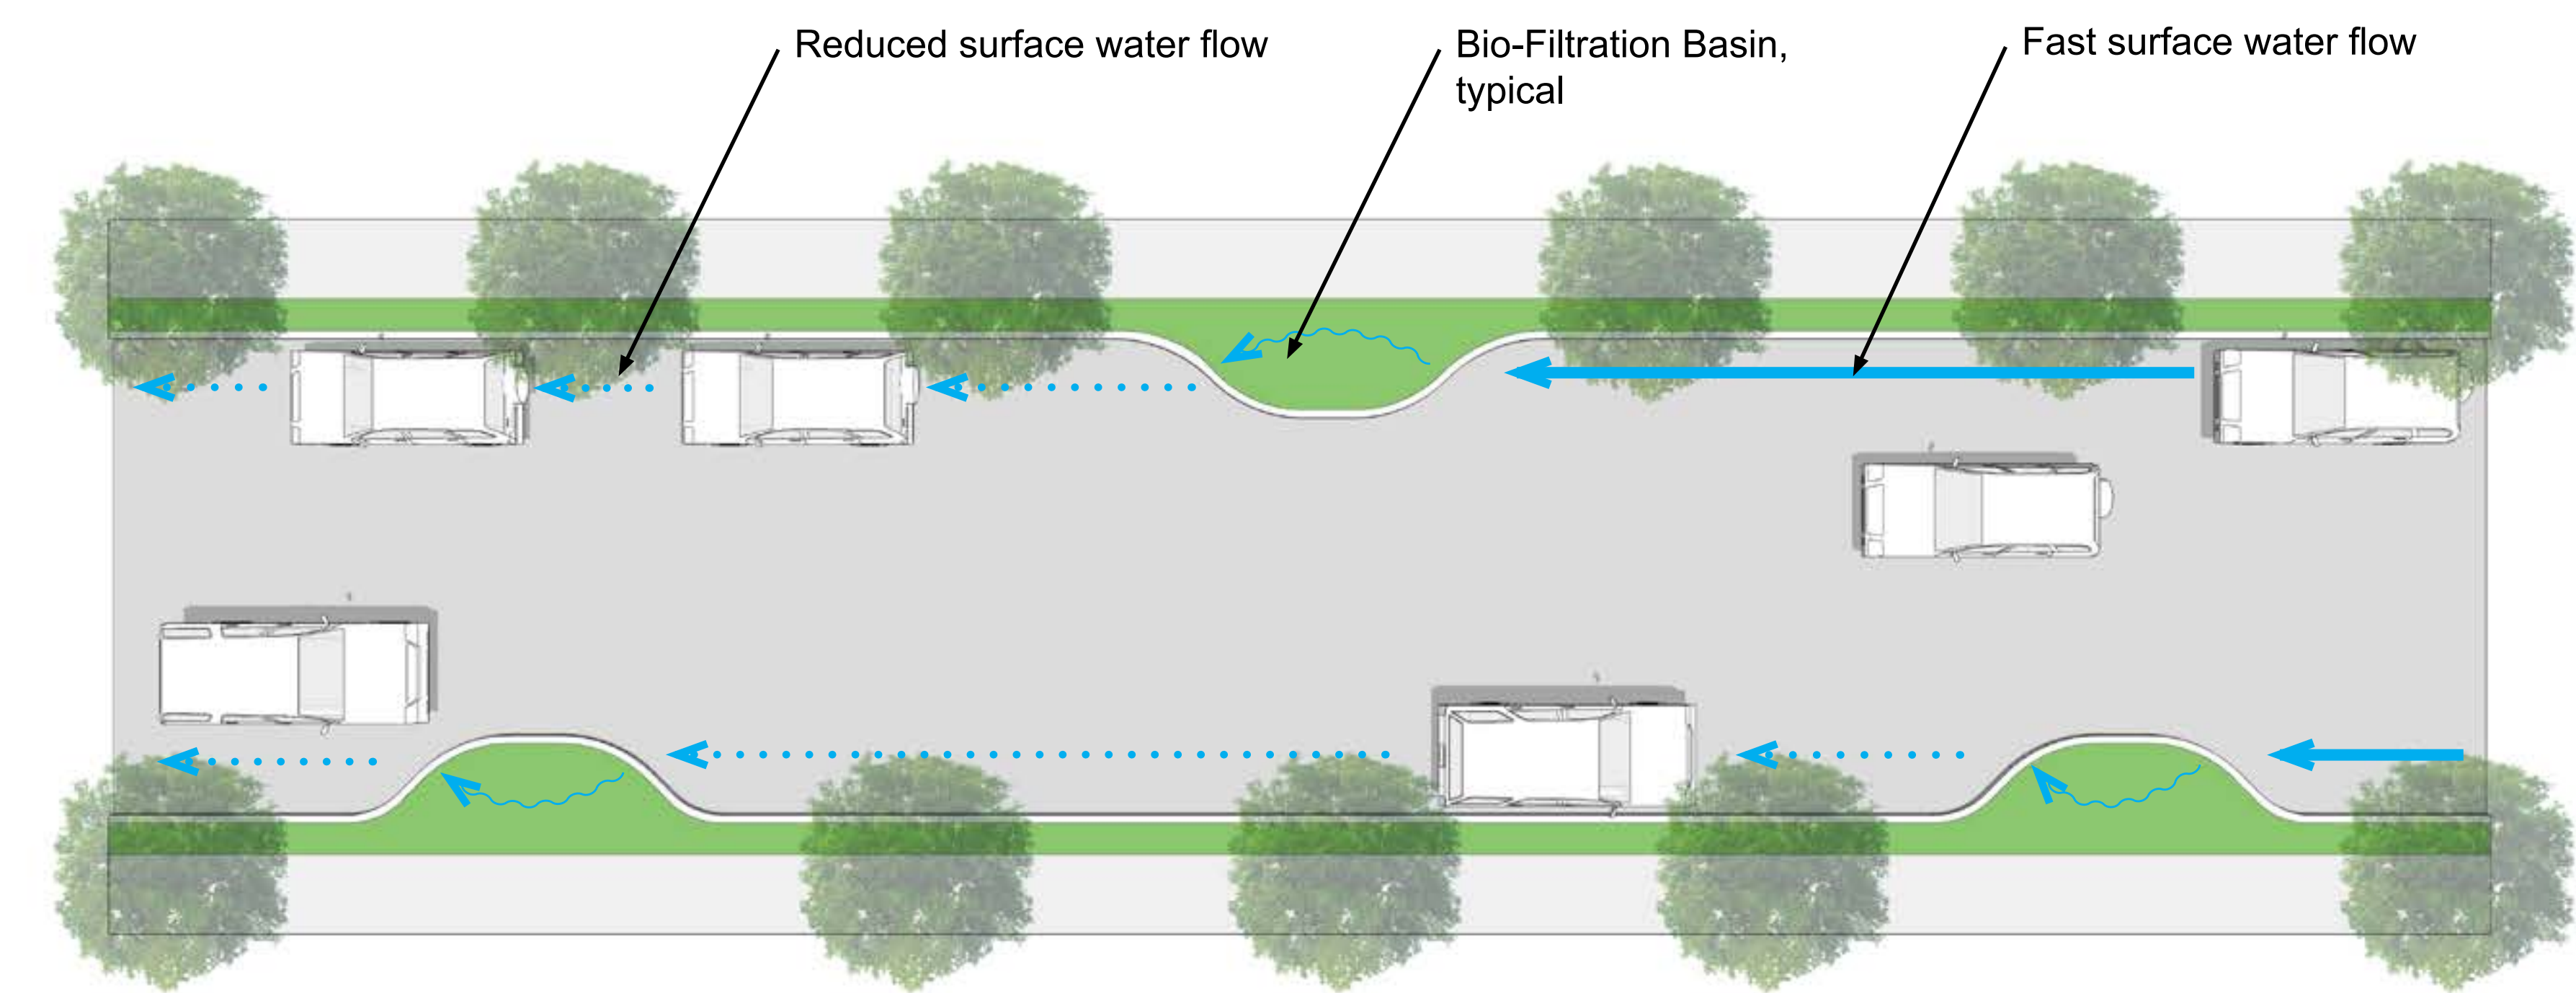 Reduced surface water flow
Bio-Filtration Basin,
typical
Fast surface water flow